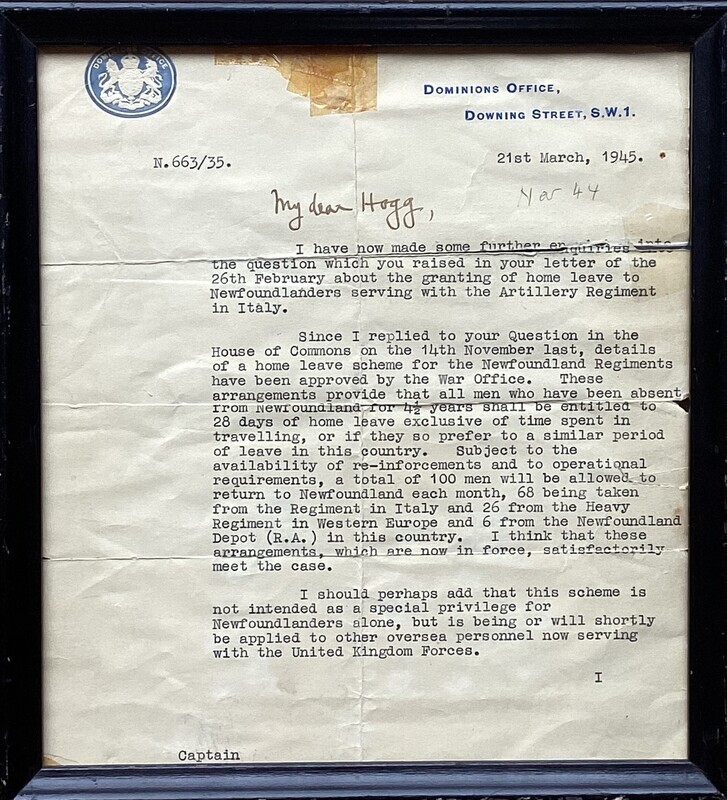 DOMINIONS OFFICE
DOMINIONS OFFICE,
DOWNING STREET, S.W.1.
N.663/35.
21st March, 1945.
Nov 44
My dear Hogg,
I have now made some further enquiries into
the question which you raised in your letter of the
26th February about the granting of home leave to
Newfoundlanders serving with the Artillery Regiment
in Italy.
Since I replied to your Question in the
House of Commons on the 14th November last, details
of a home leave scheme for the Newfoundland Regiments
have been approved by the War Office. These
arrangements provide that all men who have been absent
from Newfoundland for 4½ years shall be entitled to
28 days of home leave exclusive of time spent in
travelling, or if they so prefer to a similar period
of leave in this country. Subject to the
availability of re-inforcements and to operational
requirements, a total of 100 men will be allowed to
return to Newfoundland each month, 68 being taken
from the Regiment in Italy and 26 from the Heavy
Regiment in Western Europe and 6 from the Newfoundland
Depot (R.A.) in this country. I think that these
arrangements, which are now in force, satisfactorily
meet the case.
I should perhaps add that this scheme is
not intended as a special privilege for
Newfoundlanders alone, but is being or will shortly
be applied to other oversea personnel now serving
with the United Kingdom Forces.
I
Captain